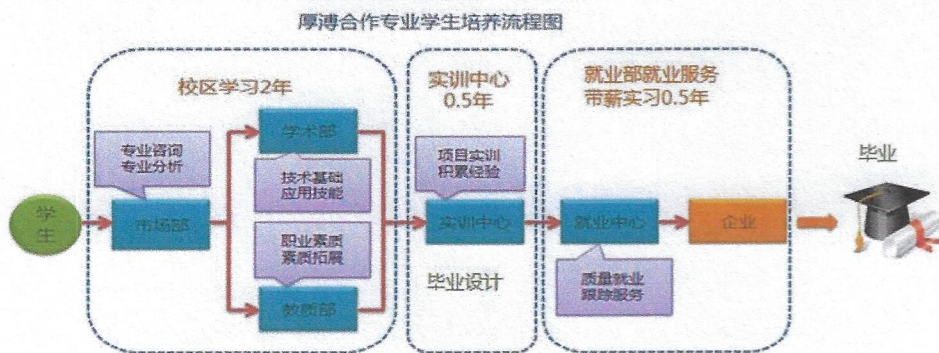 厚溥合作专业学生培养流程图
校区学习2年
实训中心
0.5年
就业部就业服务
带薪实习0.5年
学术部
专业咨询
专业分析
技术基础
应用技能
项目实训
积累经验
毕业
学
生
市场部
实训中心
就业中心
企业
职业素质
素质拓展
毕业设计
质量就业
跟踪服务
教质部